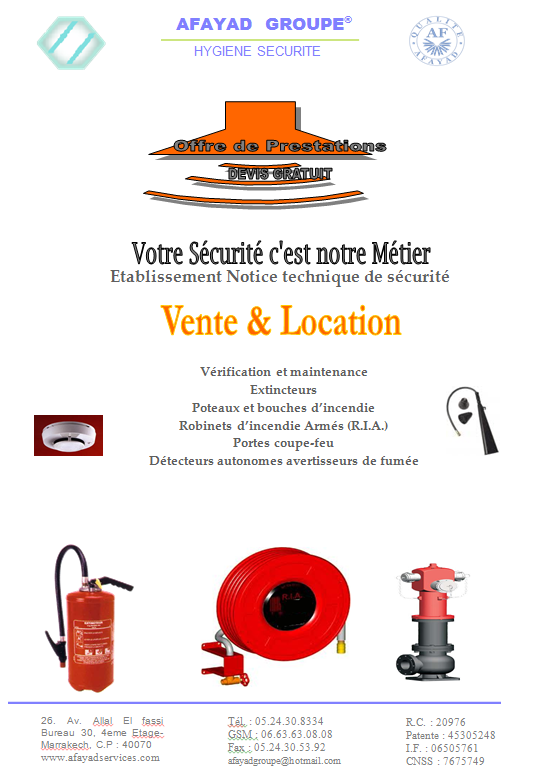 AFAYAD GROUPE®
HYGIENE SECURITE
QUALITE
AF
AFAYAD
Offre de Prestations
DEVIS GRATUIT
Votre Sécurité c'est notre Métier
Etablissement Notice technique de sécurité
Vente & Location
Vérification et maintenance
Extincteurs
Poteaux et bouches d’incendie
Robinets d’incendie Armés (R.I.A.)
Portes coupe-feu
Détecteurs autonomes avertisseurs de fumée
EXTINCTEUR
R.I.A.
26. Av. Allal El fassi
Bureau 30, 4eme Etage-
Marrakech, C.P : 40070
www.afayadservices.com
Tél. : 05.24.30.8334
GSM : 06.63.63.08.08
Fax : 05.24.30.53.92
afayadgroupe@hotmail.com
R.C. : 20976
Patente : 45305248
I.F. : 06505761
CNSS : 7675749